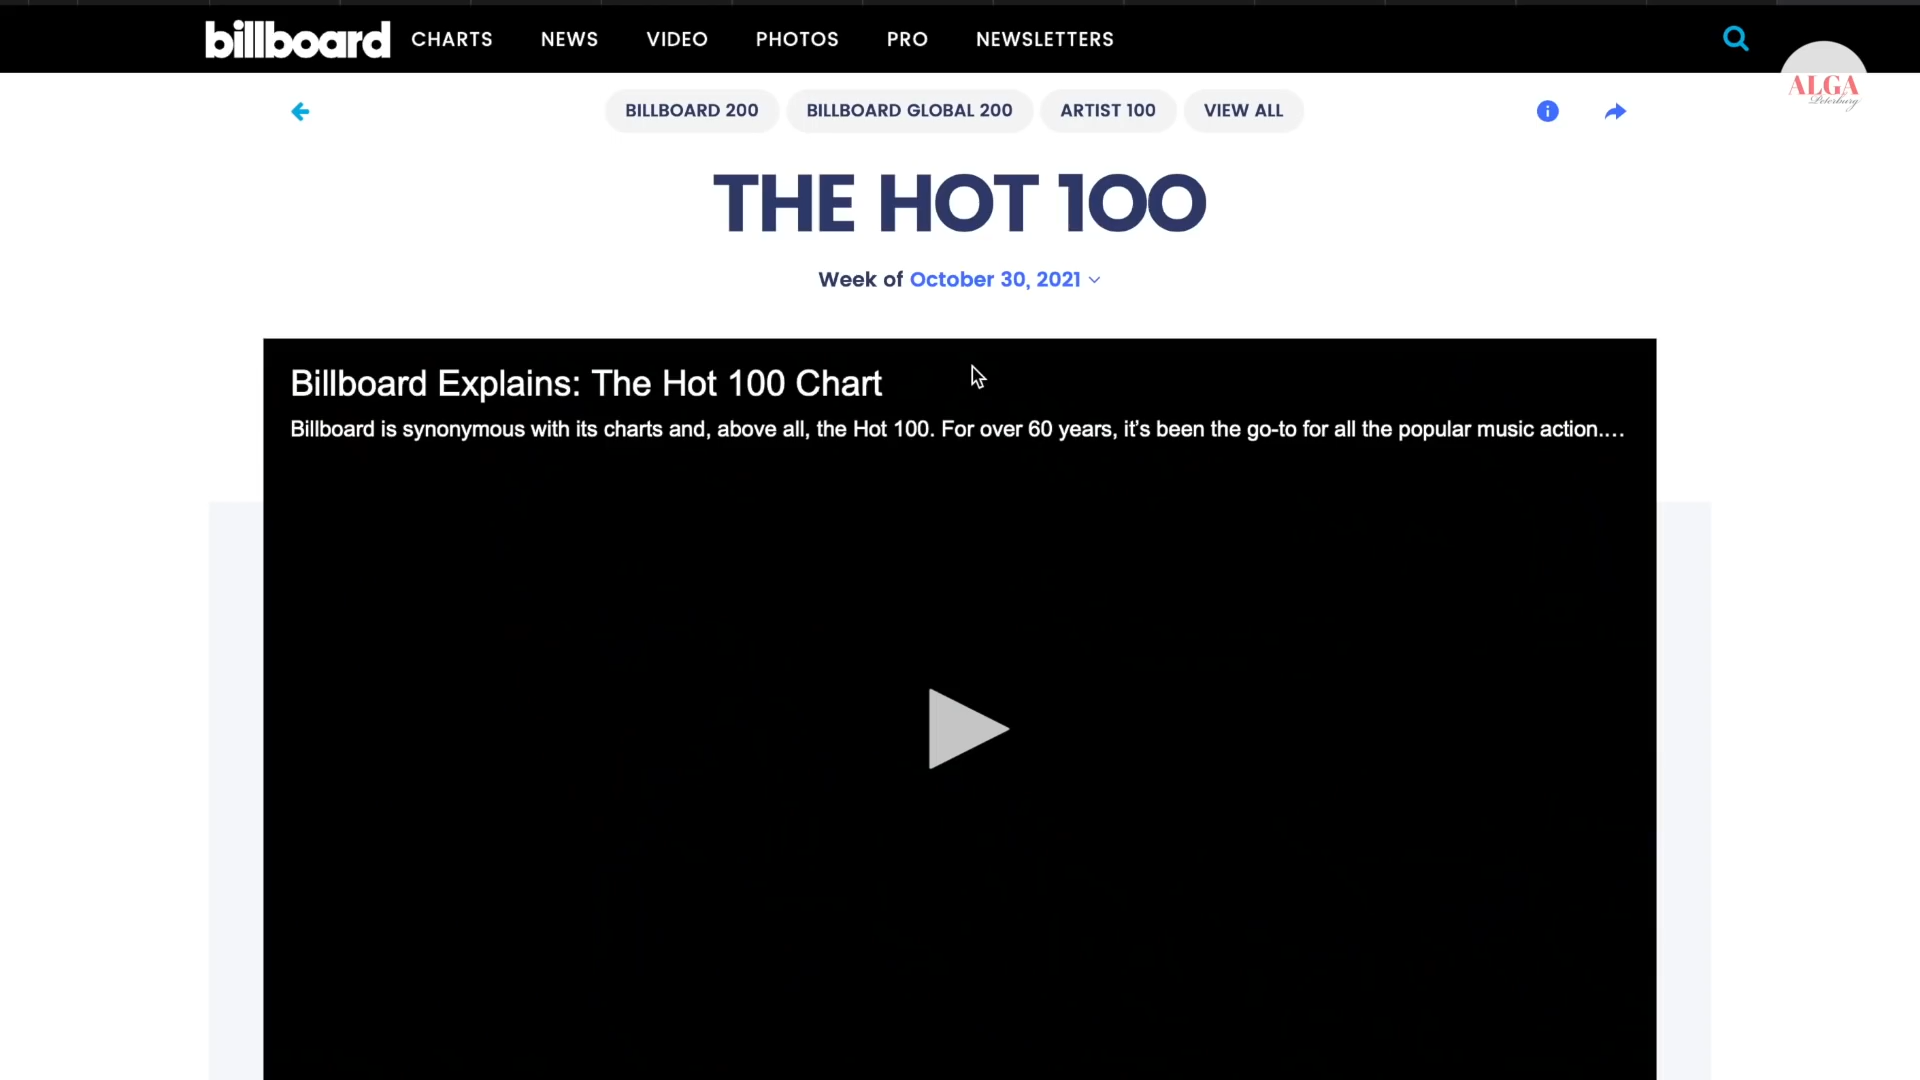 billboard CHARTS NEWS VIDEO PHOTOS PRO NEWSLETTERS
ALGA
Peterburg
BILLBOARD 200 BILLBOARD GLOBAL 200 ARTIST 100 VIEW ALL
THE HOT 100
Week of October 30, 2021
Billboard Explains: The Hot 100 Chart
Billboard is synonymous with its charts and, above all, the Hot 100. For over 60 years, it's been the go-to for all the popular music action....